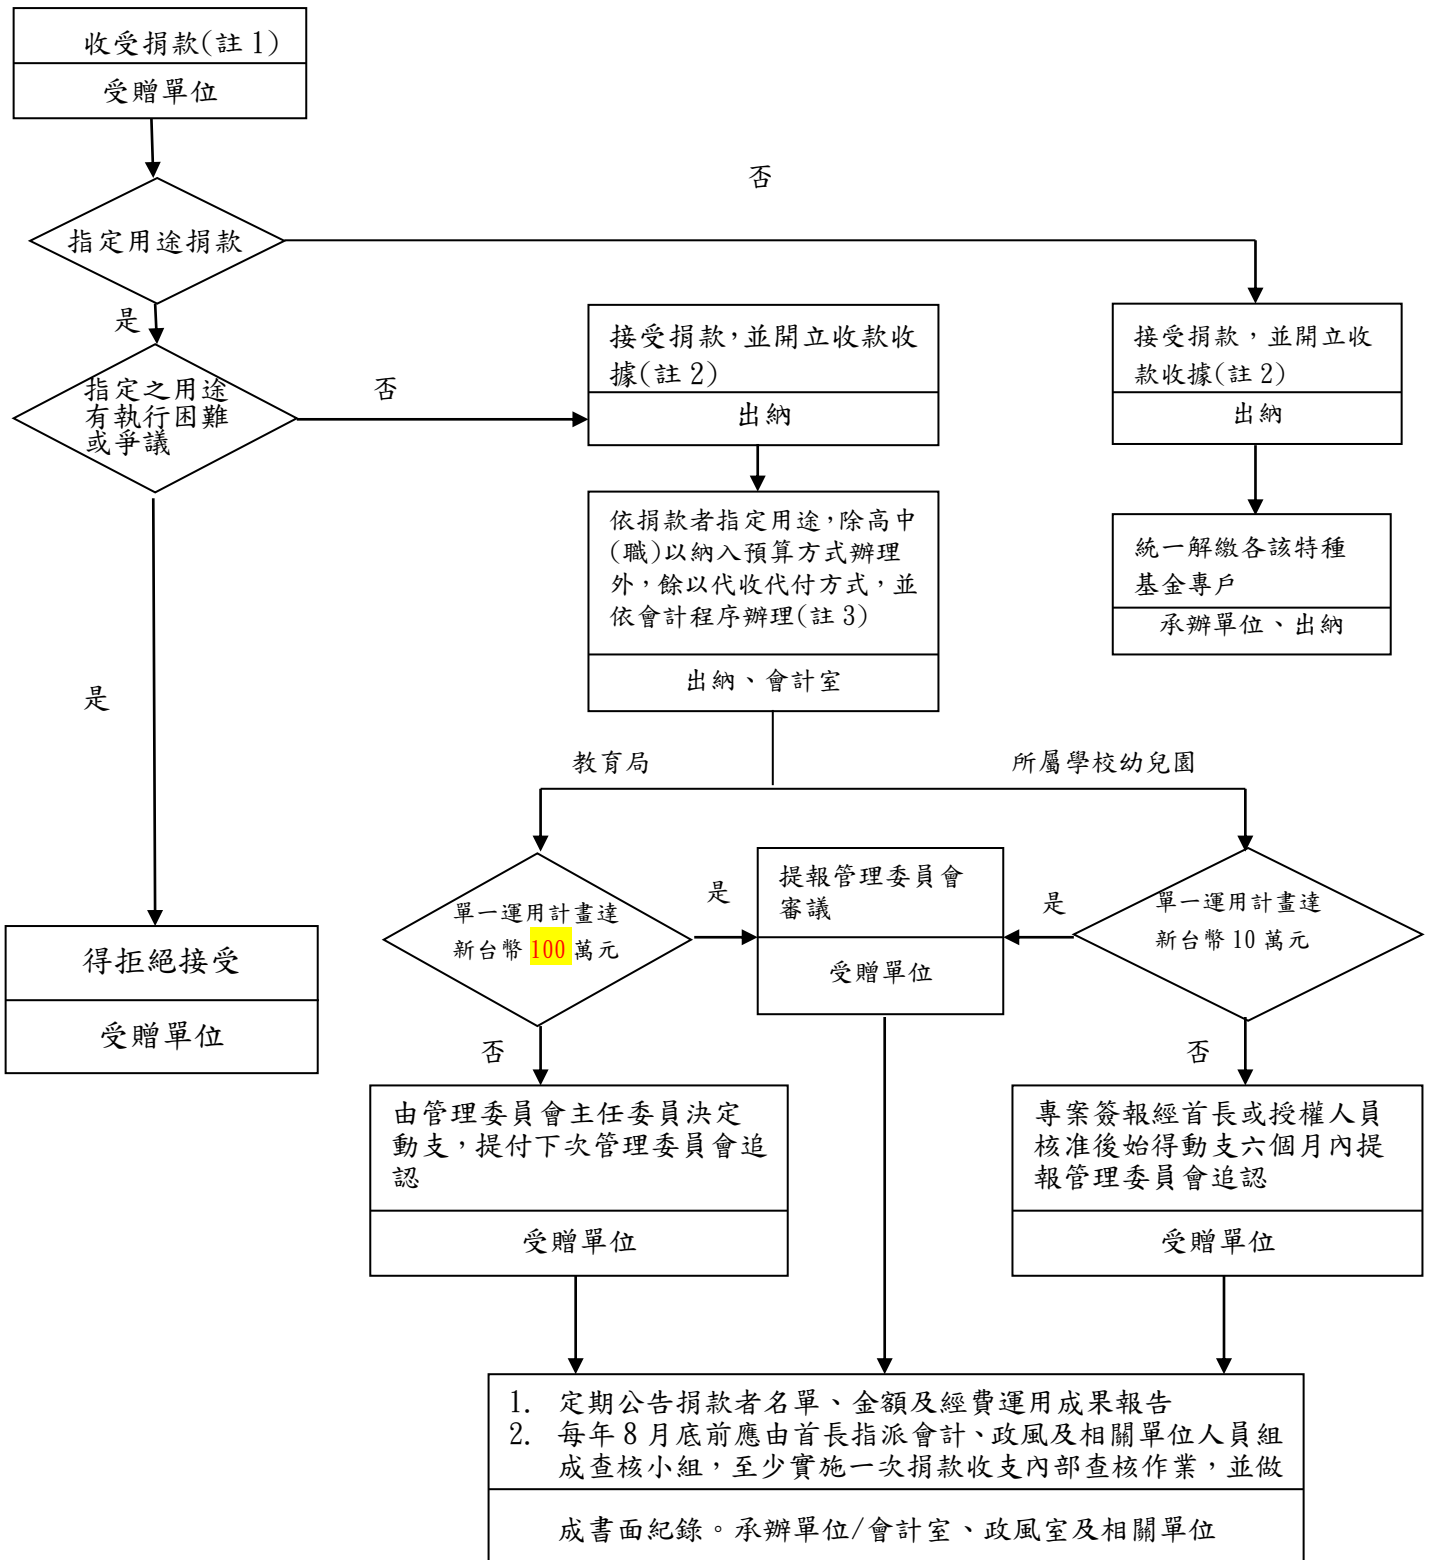 收受捐款(註 1)
受贈單位
否
指定用途捐款
是
指定之用途
有執行困難
或爭議
否
接受捐款,並開立收款收
據(註 2)
出納
接受捐款，並開立收
款收據(註 2)
出納
依捐款者指定用途,除高中
(職)以納入預算方式辦理
外，餘以代收代付方式，並
依會計程序辦理(註 3)
出納、會計室
統一解繳各該特種
基金專戶
承辦單位、出納
是
教育局
所屬學校幼兒園
單一運用計畫達
新台幣 100 萬元
是
提報管理委員會
審議
受贈單位
是
單一運用計畫達
新台幣 10 萬元
得拒絕接受
受贈單位
否
否
由管理委員會主任委員決定
動支，提付下次管理委員會追
認
受贈單位
專案簽報經首長或授權人員
核准後始得動支六個月內提
報管理委員會追認
受贈單位
1. 定期公告捐款者名單、金額及經費運用成果報告
2. 每年 8 月底前應由首長指派會計、政風及相關單位人員組
成查核小組，至少實施一次捐款收支內部查核作業，並做
成書面紀錄。承辦單位/會計室、政風室及相關單位